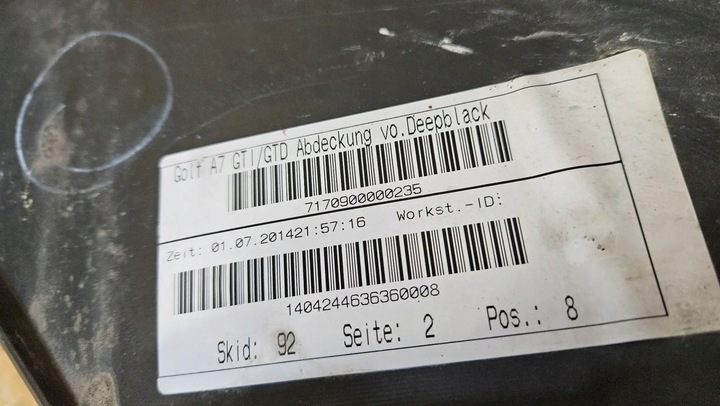 Golf A7 GTI/GTD Abdeckung vo.Deepblack
7170900000235
Zeit: 01.07.201421:57:16 Workst.-ID:
1404244636360008
Skid: 92 Seite: 2 Pos.: 8